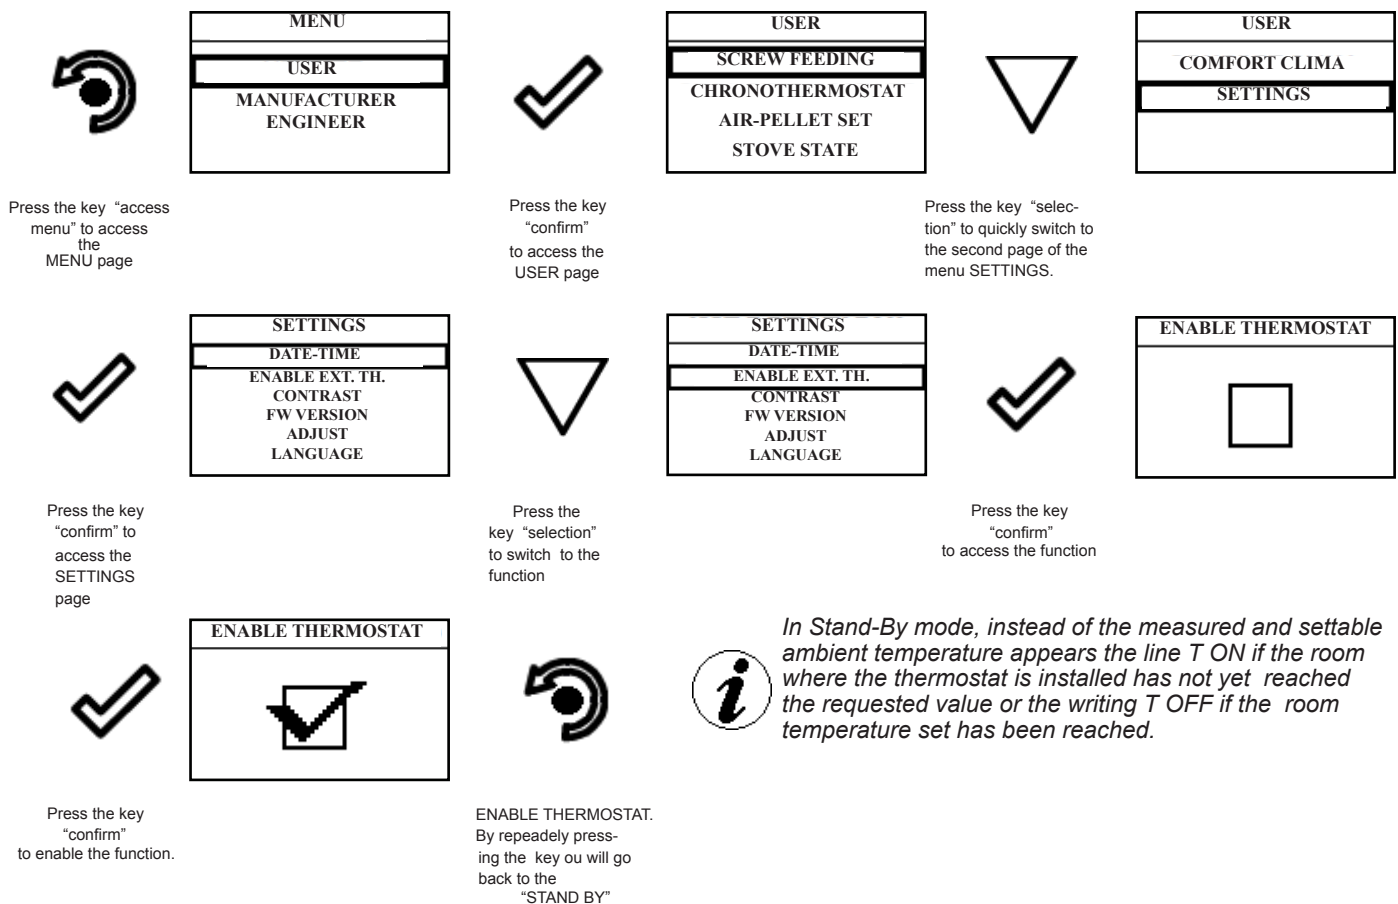 MENU
USER
MANUFACTURER
ENGINEER
Press the key "access
menu" to access
the
MENU page
USER
SCREW FEEDING
CHRONOTHERMOSTAT
AIR-PELLET SET
STOVE STATE
Press the key
"confirm"
to access the
USER page
USER
COMFORT CLIMA
SETTINGS
Press the key "selec-
tion" to quickly switch to
the second page of the
menu SETTINGS.
SETTINGS
DATE-TIME
ENABLE EXT. TH.
CONTRAST
FW VERSION
ADJUST
LANGUAGE
Press the key
"confirm" to
access the
SETTINGS
page
SETTINGS
DATE-TIME
ENABLE EXT. TH.
CONTRAST
FW VERSION
ADJUST
LANGUAGE
Press the
key "selection"
to switch to the
function
ENABLE THERMOSTAT
Press the key
"confirm"
to access the function
ENABLE THERMOSTAT
Press the key
"confirm"
to enable the function.
ENABLE THERMOSTAT.
By repeadely press-
ing the key ou will go
back to the
"STAND BY"
In Stand-By mode, instead of the measured and settable
ambient temperature appears the line T ON if the room
where the thermostat is installed has not yet reached
the requested value or the writing T OFF if the room
temperature set has been reached.